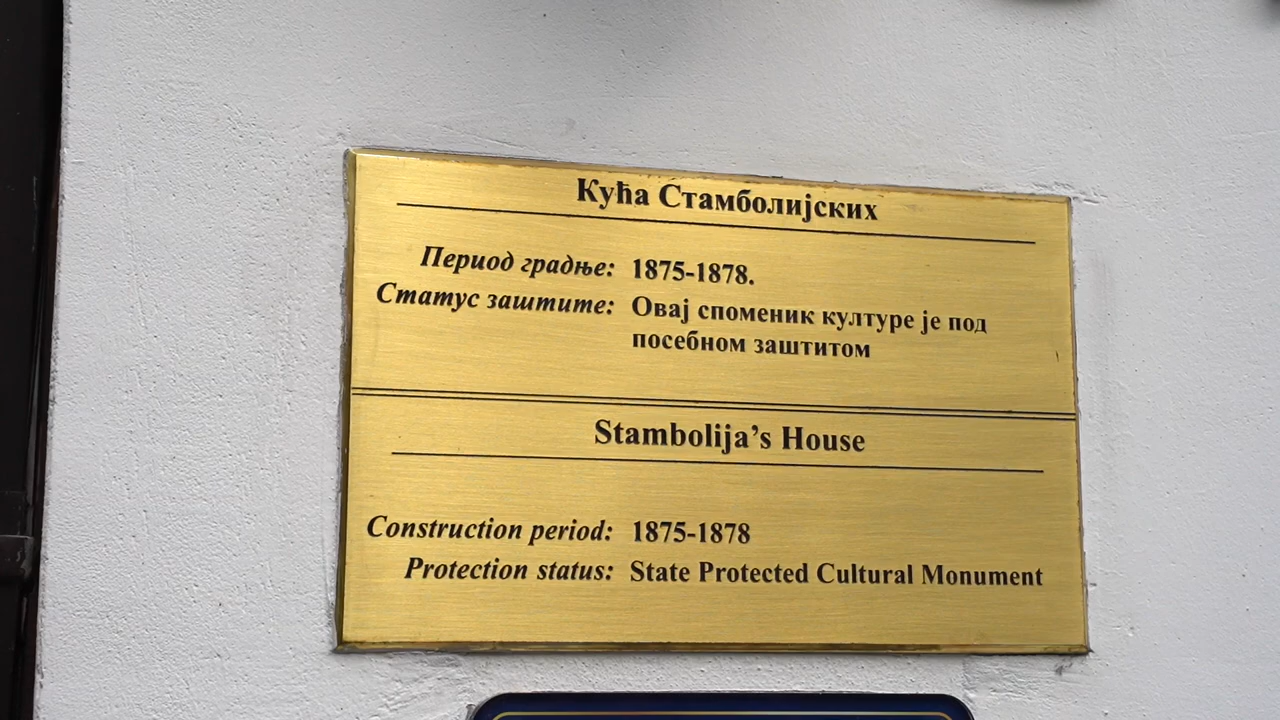 Кућа Стамболијских
Период градње: 1875-1878.
Статус заштите: Овај споменик културе је под
посебном заштитом
Stambolija’s House
Construction period: 1875-1878
Protection status: State Protected Cultural Monument